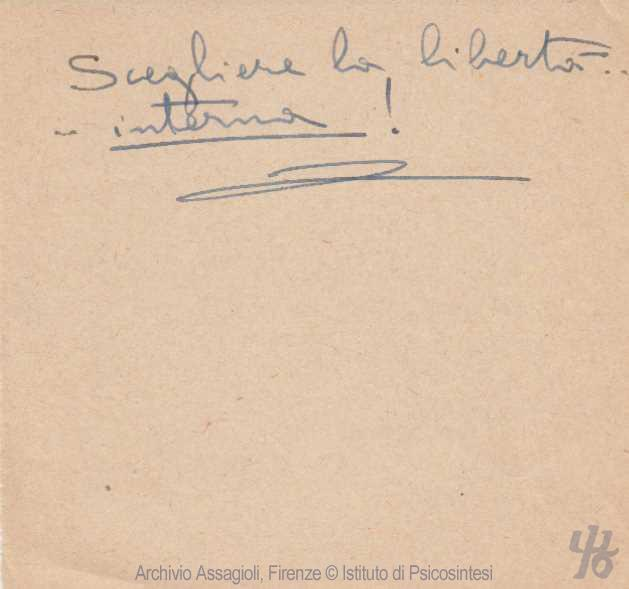 Scegliere la libertà..
.. interna !
Archivio Assagioli, Firenze © Istituto di Psicosintesi